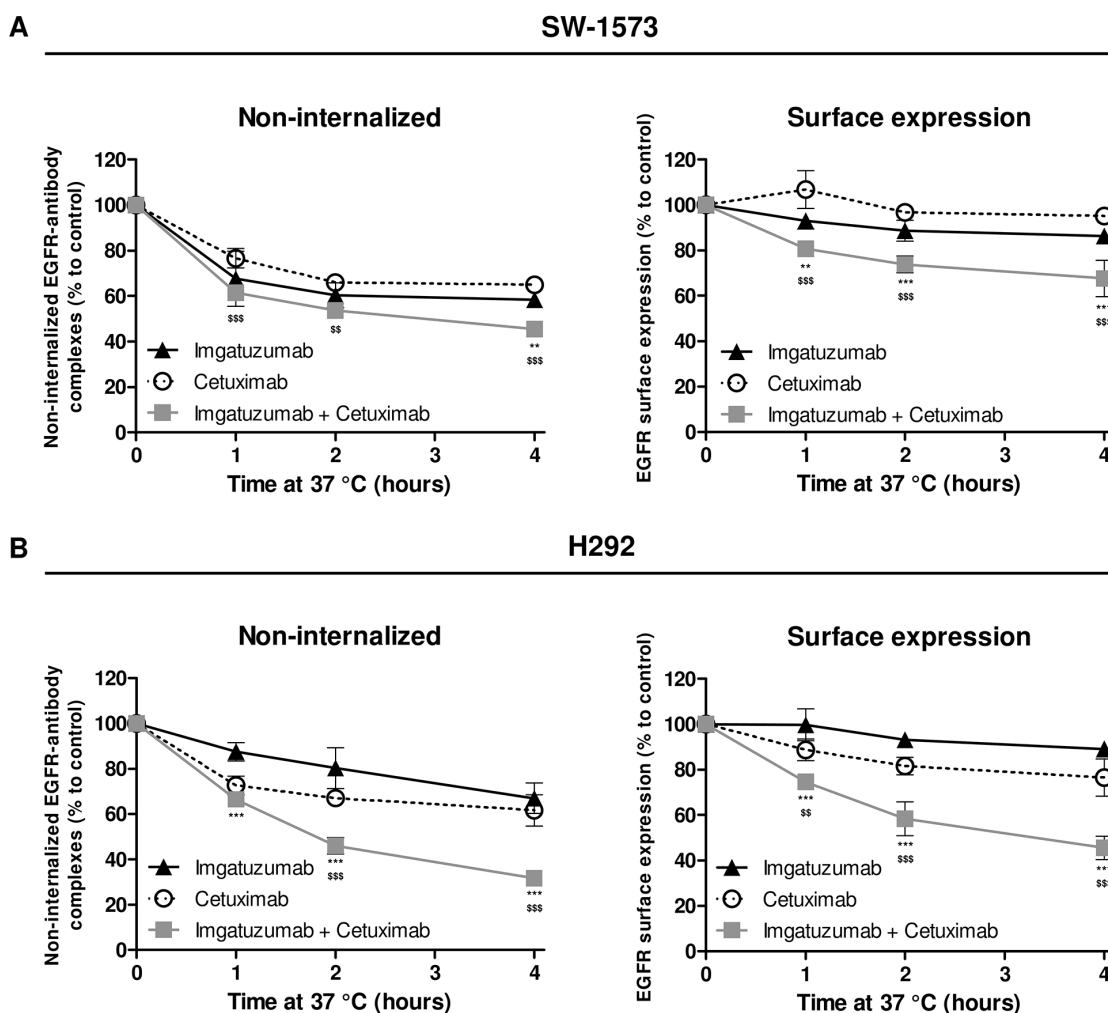 A
SW-1573
Non-internalized
Non-internalized EGFR-antibody
complexes (% to control)
120
100
80
60
40
20
0
$$$
$$
**
$$$
Imgatuzumab
Cetuximab
Imgatuzumab + Cetuximab
0 1 2 3 4
Time at 37 °C (hours)
Surface expression
EGFR surface expression (% to control)
120
100
80
60
40
20
0
**
$$$
***
$$$
***
$$$
Imgatuzumab
Cetuximab
Imgatuzumab + Cetuximab
0 1 2 3 4
Time at 37 °C (hours)
B
H292
Non-internalized
Non-internalized EGFR-antibody
complexes (% to control)
120
100
80
60
40
20
0
***
***
$$$
***
$$$
Imgatuzumab
Cetuximab
Imgatuzumab + Cetuximab
0 1 2 3 4
Time at 37 °C (hours)
Surface expression
EGFR surface expression (% to control)
120
100
80
60
40
20
0
***
$$
***
$$$
***
$$$
Imgatuzumab
Cetuximab
Imgatuzumab + Cetuximab
0 1 2 3 4
Time at 37 °C (hours)